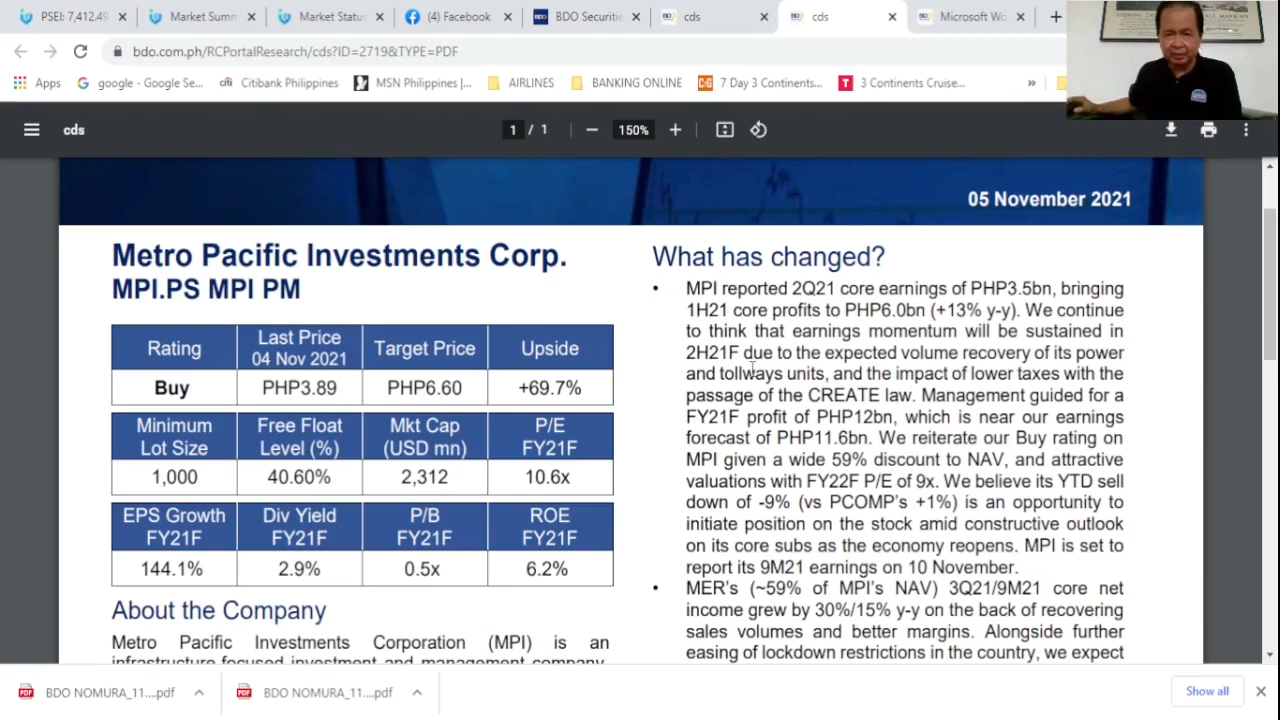 PSEI: 7,412.49
Market Summ
Market Status
(4) Facebook
BDO Securitie
cds
cds
Microsoft Wo
bdo.com.ph/RCPortalResearch/cds?ID=2719&TYPE=PDF
Apps
google - Google Se...
Citibank Philippines
MSN Philippines |...
AIRLINES
BANKING ONLINE
7 Day 3 Continents...
3 Continents Cruise...
»
cds
1 / 1
150%
05 November 2021
Metro Pacific Investments Corp.
MPI.PS MPI PM
Rating
Last Price
04 Nov 2021
Target Price
Upside
Buy
PHP3.89
PHP6.60
+69.7%
Minimum
Lot Size
Free Float
Level (%)
Mkt Cap
(USD mn)
P/E
FY21F
1,000
40.60%
2,312
10.6x
EPS Growth
FY21F
Div Yield
FY21F
P/B
FY21F
ROE
FY21F
144.1%
2.9%
0.5x
6.2%
About the Company
Metro Pacific Investments Corporation (MPI) is an
infrastructure-focused investment and management company,
What has changed?
• MPI reported 2Q21 core earnings of PHP3.5bn, bringing
1H21 core profits to PHP6.0bn (+13% y-y). We continue
to think that earnings momentum will be sustained in
2H21F due to the expected volume recovery of its power
and tollways units, and the impact of lower taxes with the
passage of the CREATE law. Management guided for a
FY21F profit of PHP12bn, which is near our earnings
forecast of PHP11.6bn. We reiterate our Buy rating on
MPI given a wide 59% discount to NAV, and attractive
valuations with FY22F P/E of 9x. We believe its YTD sell
down of -9% (vs PCOMP's +1%) is an opportunity to
initiate position on the stock amid constructive outlook
on its core subs as the economy reopens. MPI is set to
report its 9M21 earnings on 10 November.
• MER's (~59% of MPI's NAV) 3Q21/9M21 core net
income grew by 30%/15% y-y on the back of recovering
sales volumes and better margins. Alongside further
easing of lockdown restrictions in the country, we expect
BDO NOMURA_11....pdf
BDO NOMURA_11....pdf
Show all